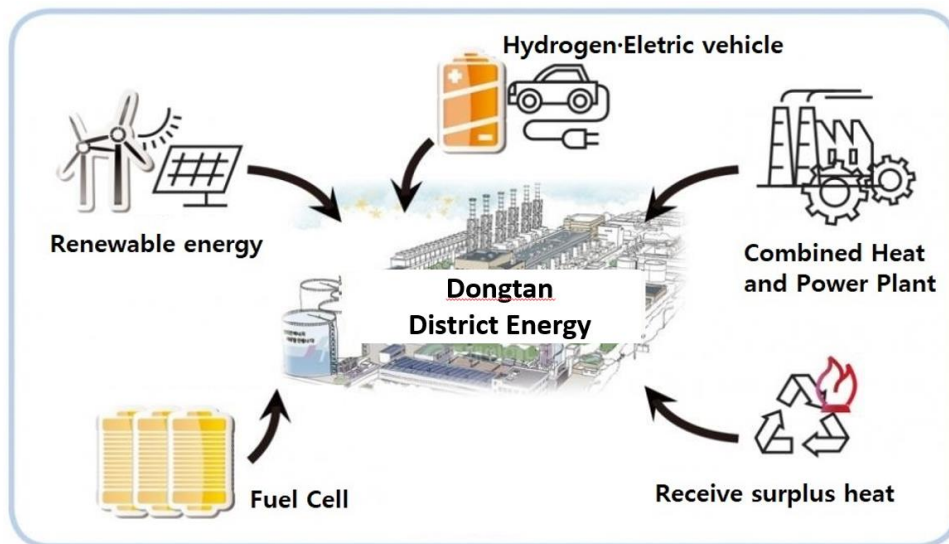 Hydrogen·Eletric vehicle
Renewable energy
Combined Heat
and Power Plant
Dongtan
District Energy
Fuel Cell
Receive surplus heat